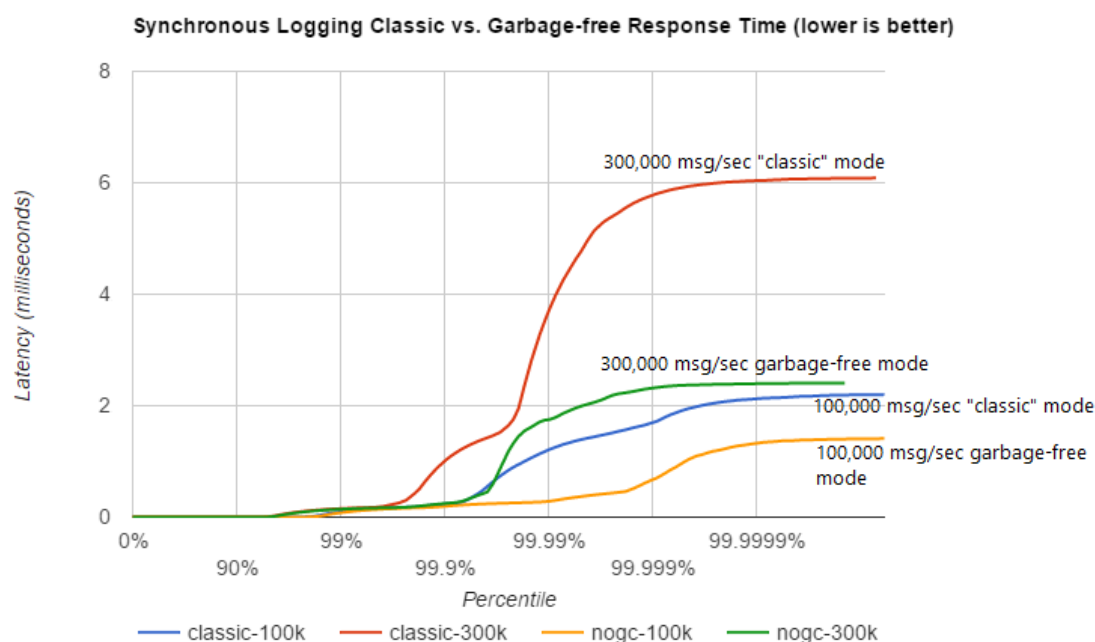 Synchronous Logging Classic vs. Garbage-free Response Time (lower is better)
8
6
4
2
0
Latency (milliseconds)
300,000 msg/sec "classic" mode
300,000 msg/sec garbage-free mode
100,000 msg/sec "classic" mode
100,000 msg/sec garbage-free
mode
0%
90%
99%
99.9%
99.99%
99.999%
99.9999%
Percentile
classic-100k classic-300k nogc-100k nogc-300k